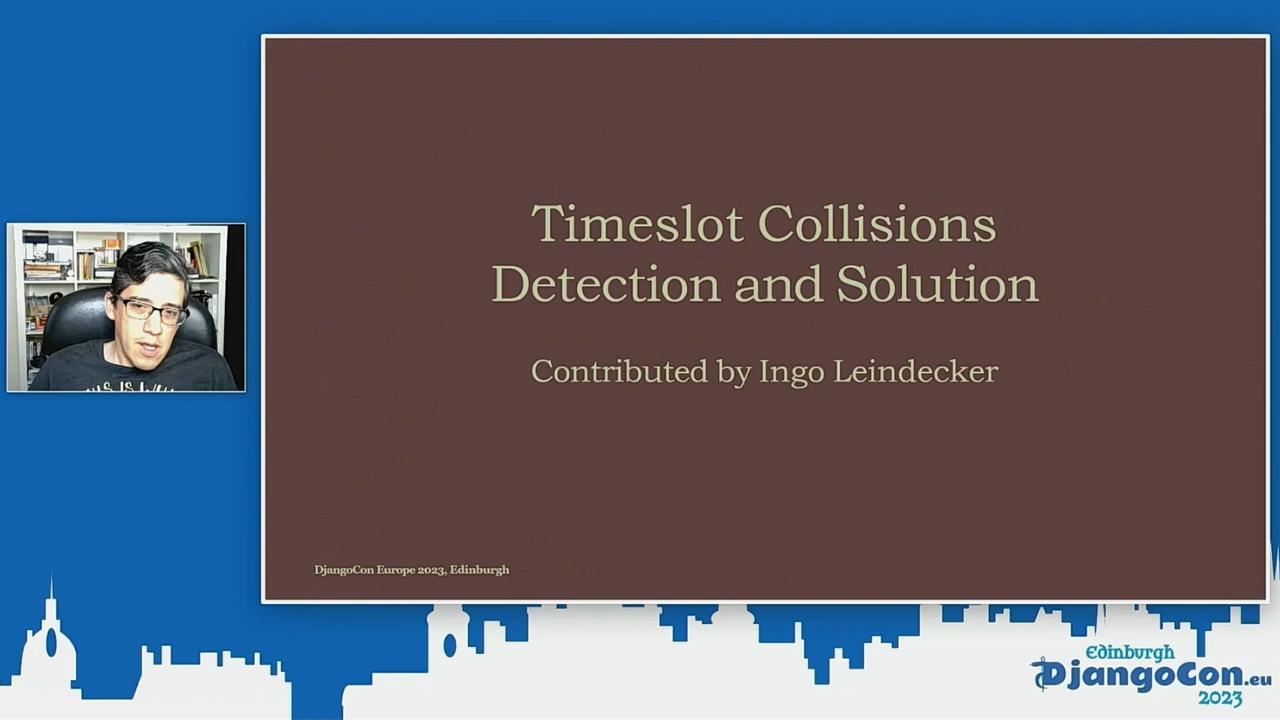 Timeslot Collisions
Detection and Solution
Contributed by Ingo Leindecker
DjangoCon Europe 2023, Edinburgh
Edinburgh
DjangoCon.eu
2023